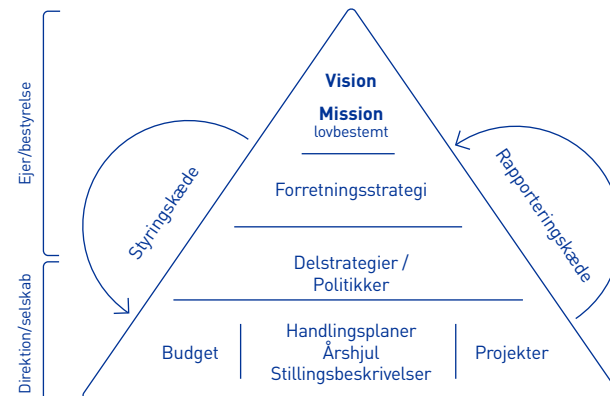 Ejer/bestyrelse
Direktion/selskab
Styringskæde
Rapporteringskæde
Vision
Mission
lovbestemt
Forretningsstrategi
Delstrategier /
Politikker
Budget
Handlingsplaner
Årshjul
Stillingsbeskrivelser
Projekter